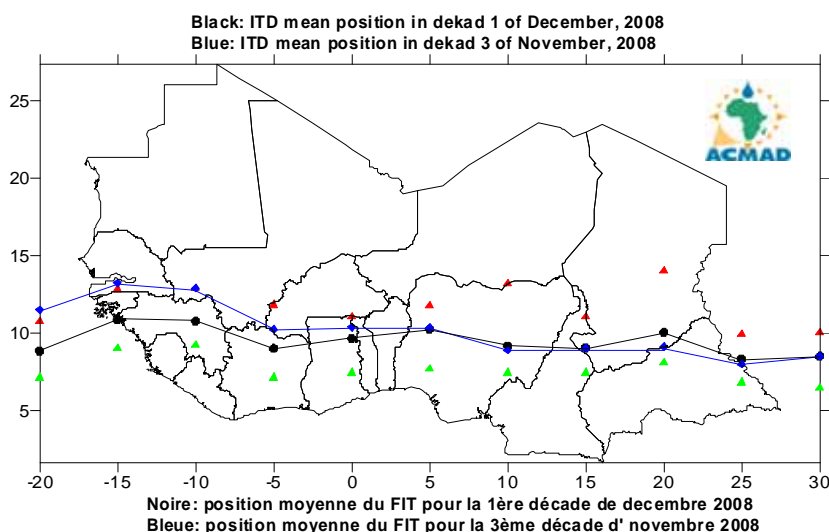 Black: ITD mean position in dekad 1 of December, 2008
Blue: ITD mean position in dekad 3 of November, 2008
25
20
15
10
5
ACMAD
-20 -15 -10 -5 0 5 10 15 20 25 30
Noire: position moyenne du FIT pour la 1ère décade de decembre 2008
Bleue: position moyenne du FIT pour la 3ème décade d' novembre 2008